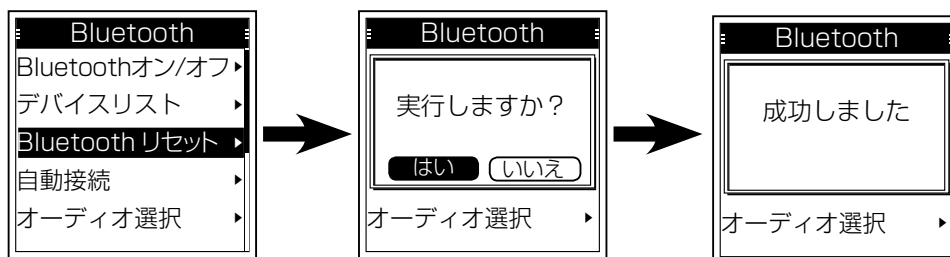 Bluetooth
Bluetoothオン/オフ
デバイスリスト
Bluetooth リセット
自動接続
オーディオ選択
Bluetooth
実行しますか？
はい いいえ
オーディオ選択
Bluetooth
成功しました
オーディオ選択